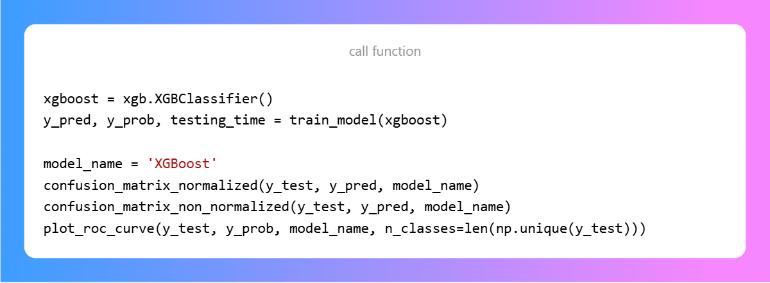 call function
xgboost = xgb.XGBClassifier()
y_pred, y_prob, testing_time = train_model(xgboost)
model_name = 'XGBoost'
confusion_matrix_normalized(y_test, y_pred, model_name)
confusion_matrix_non_normalized(y_test, y_pred, model_name)
plot_roc_curve(y_test, y_prob, model_name, n_classes=len(np.unique(y_test)))